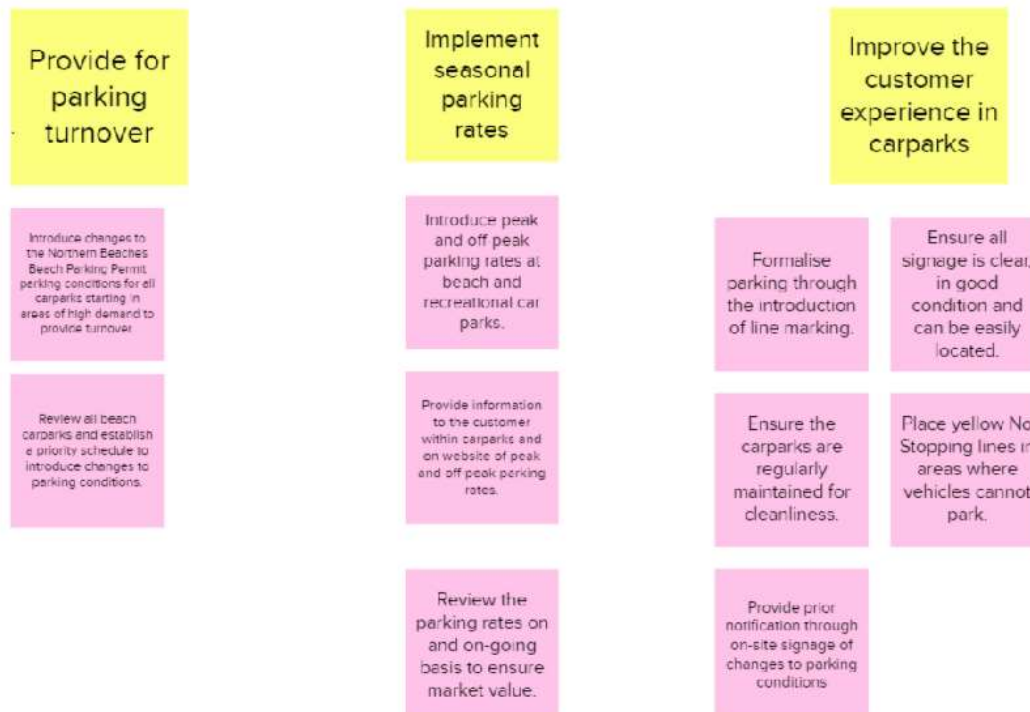 Provide for
parking
turnover
Introduce changes to
the Northern Beaches
Beach Parking Permit
parking conditions for all
carparks starting in
areas of high demand to
provide turnover
Review all beach
carparks and establish
a priority schedule to
introduce changes to
parking conditions.
Implement
seasonal
parking
rates
Introduce peak
and off peak
parking rates at
beach and
recreational car
parks.
Provide information
to the customer
within carparks and
on website of peak
and off peak parking
rates.
Review the
parking rates on
and on-going
basis to ensure
market value.
Improve the
customer
experience in
carparks
Formalise
parking through
the introduction
of line marking.
Ensure all
signage is clear,
in good
condition and
can be easily
located.
Ensure the
carparks are
regularly
maintained for
cleanliness.
Place yellow No
Stopping lines in
areas where
vehicles cannot
park.
Provide prior
notification through
on-site signage of
changes to parking
conditions